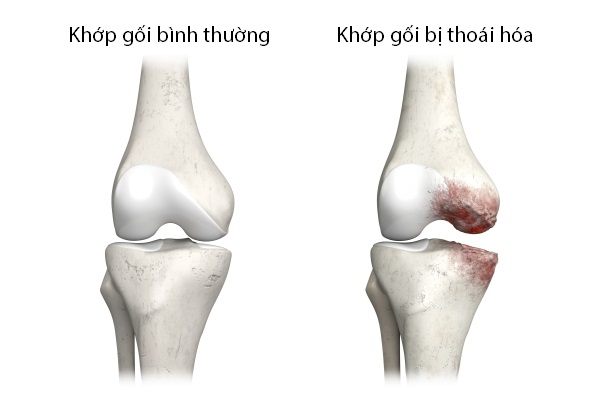 Khớp gối bình thường
Khớp gối bị thoái hóa